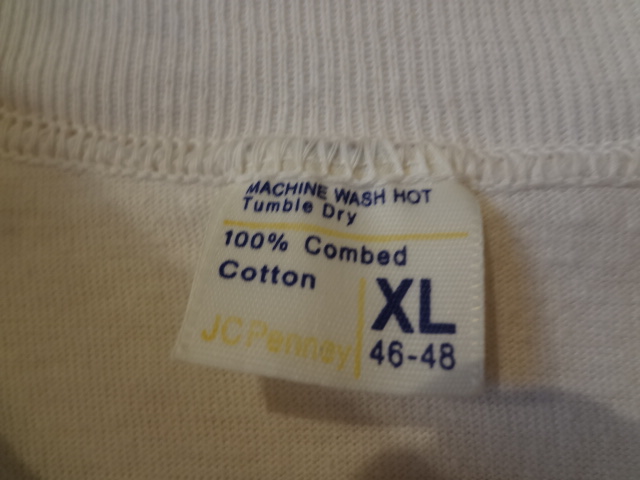 MACHINE WASH HOT
Tumble Dry
100% Combed
Cotton
XL
JCPenney
46-48